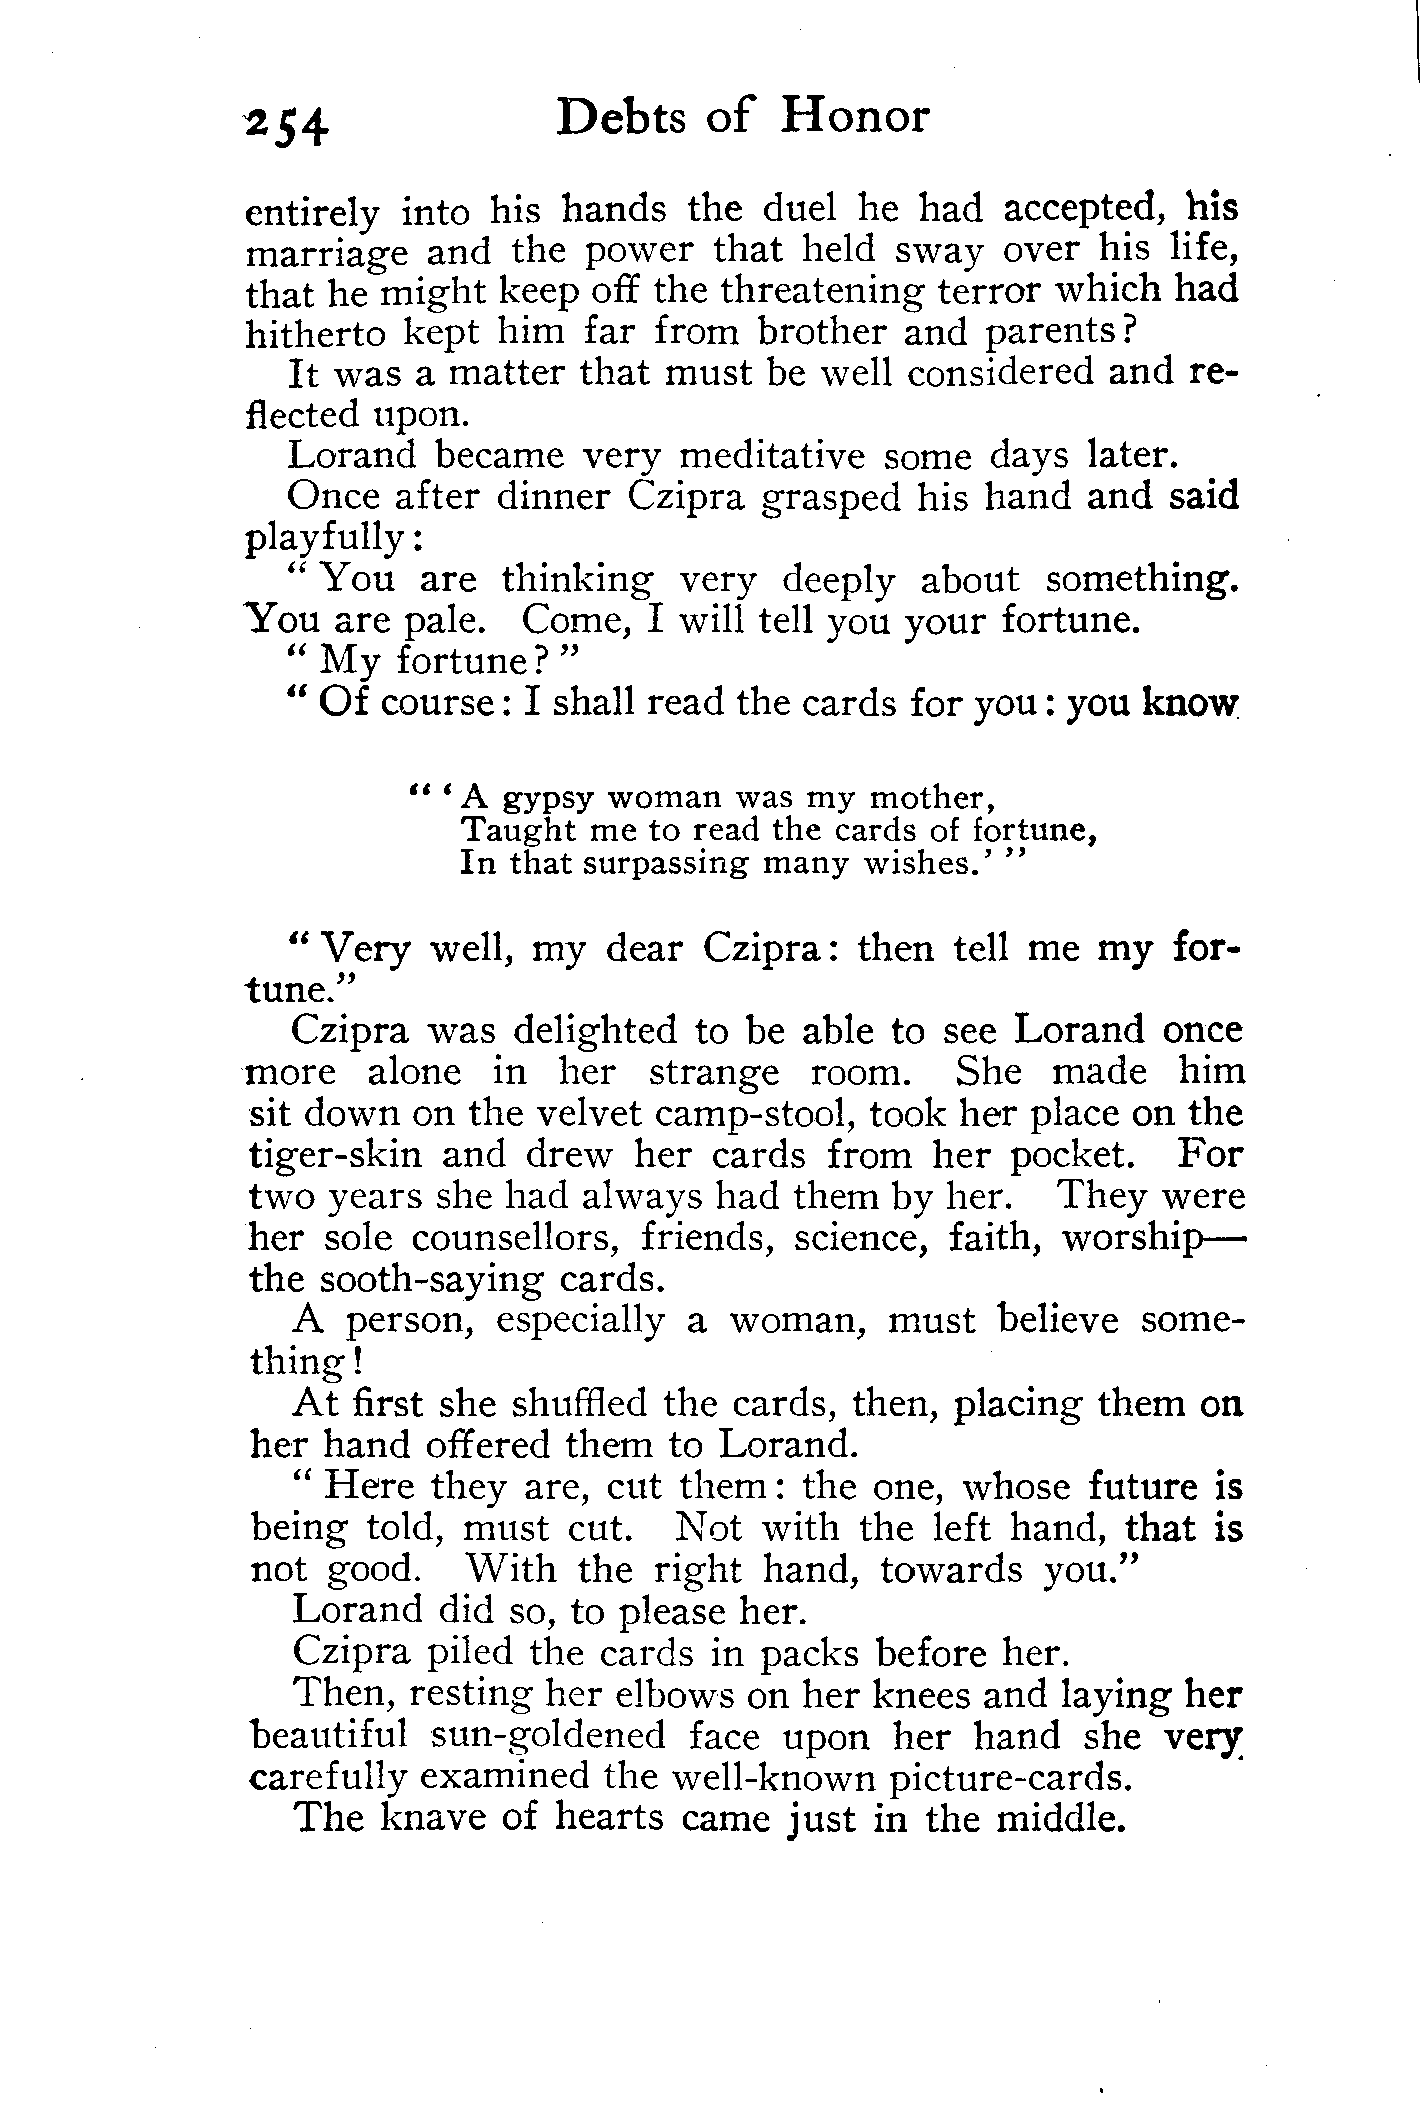 254 Debts of Honor
entirely into his hands the duel he had accepted, his
marriage and the power that held sway over his life,
that he might keep off the threatening terror which had
hitherto kept him far from brother and parents?
It was a matter that must be well considered and re-
flected upon.
Lorand became very meditative some days later.
Once after dinner Czipra grasped his hand and said
playfully:
"You are thinking very deeply about something.
You are pale. Come, I will tell you your fortune.
"My fortune?"
"Of course: I shall read the cards for you: you know
"'A gypsy woman was my mother,
Taught me to read the cards of fortune,
In that surpassing many wishes.'"
"Very well, my dear Czipra: then tell me my for-
tune."
Czipra was delighted to be able to see Lorand once
more alone in her strange room. She made him
sit down on the velvet camp-stool, took her place on the
tiger-skin and drew her cards from her pocket. For
two years she had always had them by her. They were
her sole counsellors, friends, science, faith, worship—
the sooth-saying cards.
A person, especially a woman, must believe some-
thing!
At first she shuffled the cards, then, placing them on
her hand offered them to Lorand.
"Here they are, cut them: the one, whose future is
being told, must cut. Not with the left hand, that is
not good. With the right hand, towards you."
Lorand did so, to please her.
Czipra piled the cards in packs before her.
Then, resting her elbows on her knees and laying her
beautiful sun-goldened face upon her hand she very
carefully examined the well-known picture-cards.
The knave of hearts came just in the middle.